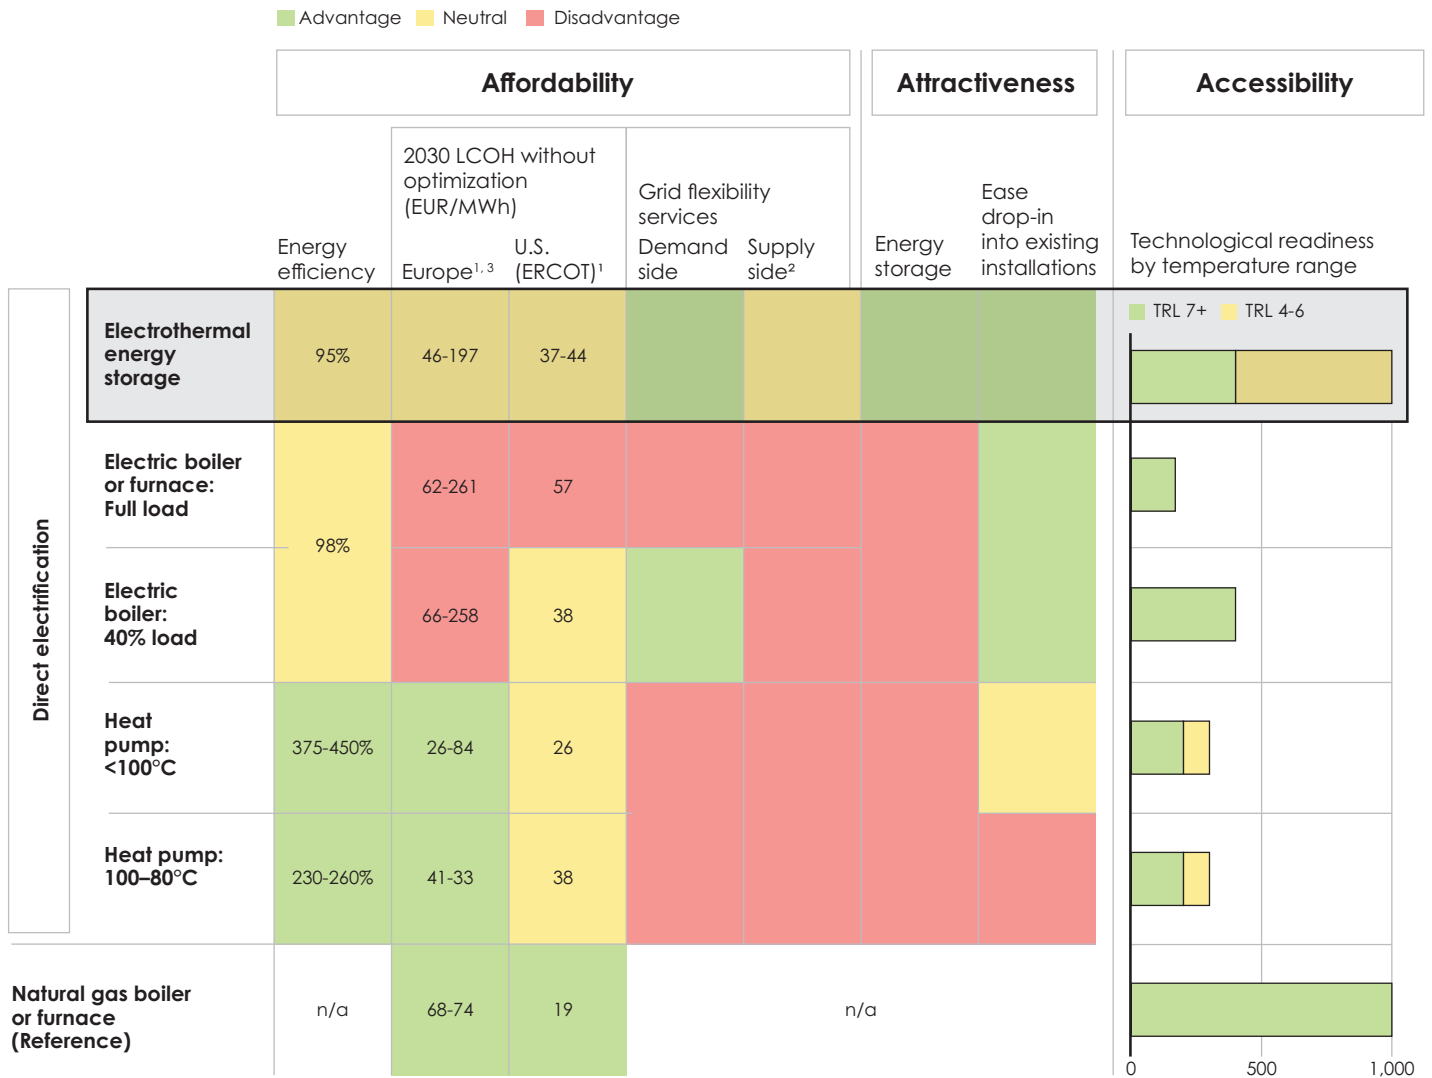 Advantage Neutral Disadvantage
Affordability Attractiveness Accessibility
2030 LCOH without
optimization
(EUR/MWh)
Grid flexibility
services
Energy
efficiency
Europe¹, ³
U.S.
(ERCOT)¹
Demand
side
Supply
side²
Energy
storage
Ease
drop-in
into existing
installations
Technological readiness
by temperature range
TRL 7+ TRL 4-6
Direct electrification
Electrothermal
energy
storage
95% 46-197 37-44
Electric boiler
or furnace:
Full load
62-261 57
98%
Electric
boiler:
40% load
66-258 38
Heat
pump:
<100°C
375-450% 26-84 26
Heat pump:
100–80°C
230-260% 41-33 38
Natural gas boiler
or furnace
(Reference)
n/a 68-74 19 n/a
0 500 1,000